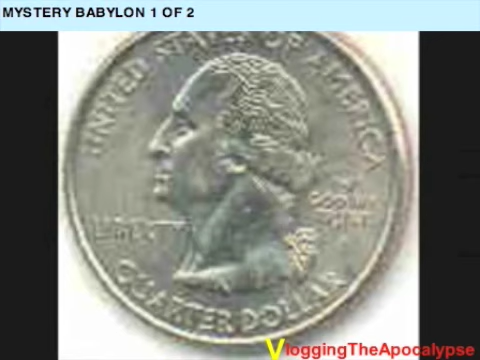 MYSTERY BABYLON 1 OF 2
UNITED STATES OF AMERICA
LIBERTY
QUARTER DOLLAR
VloggingTheApocalypse